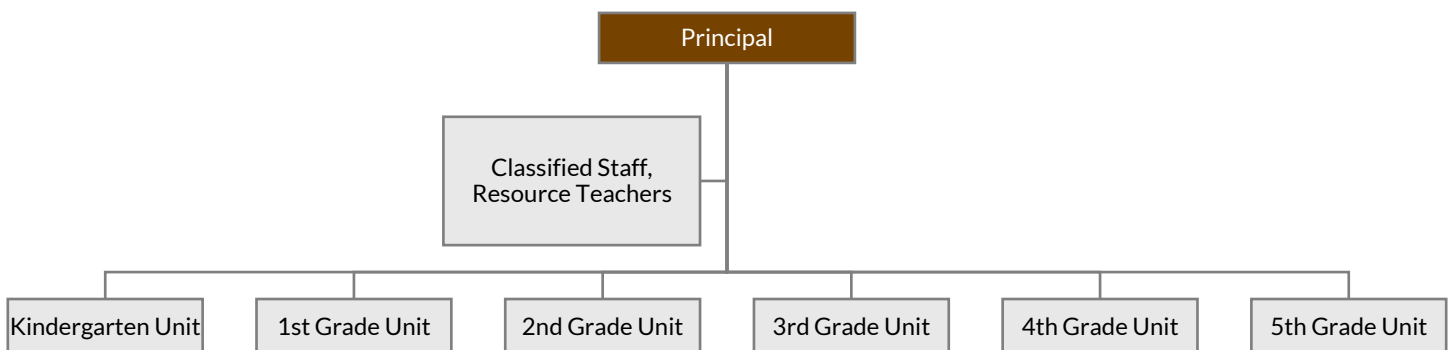 Principal
Classified Staff,
Resource Teachers
Kindergarten Unit
1st Grade Unit
2nd Grade Unit
3rd Grade Unit
4th Grade Unit
5th Grade Unit